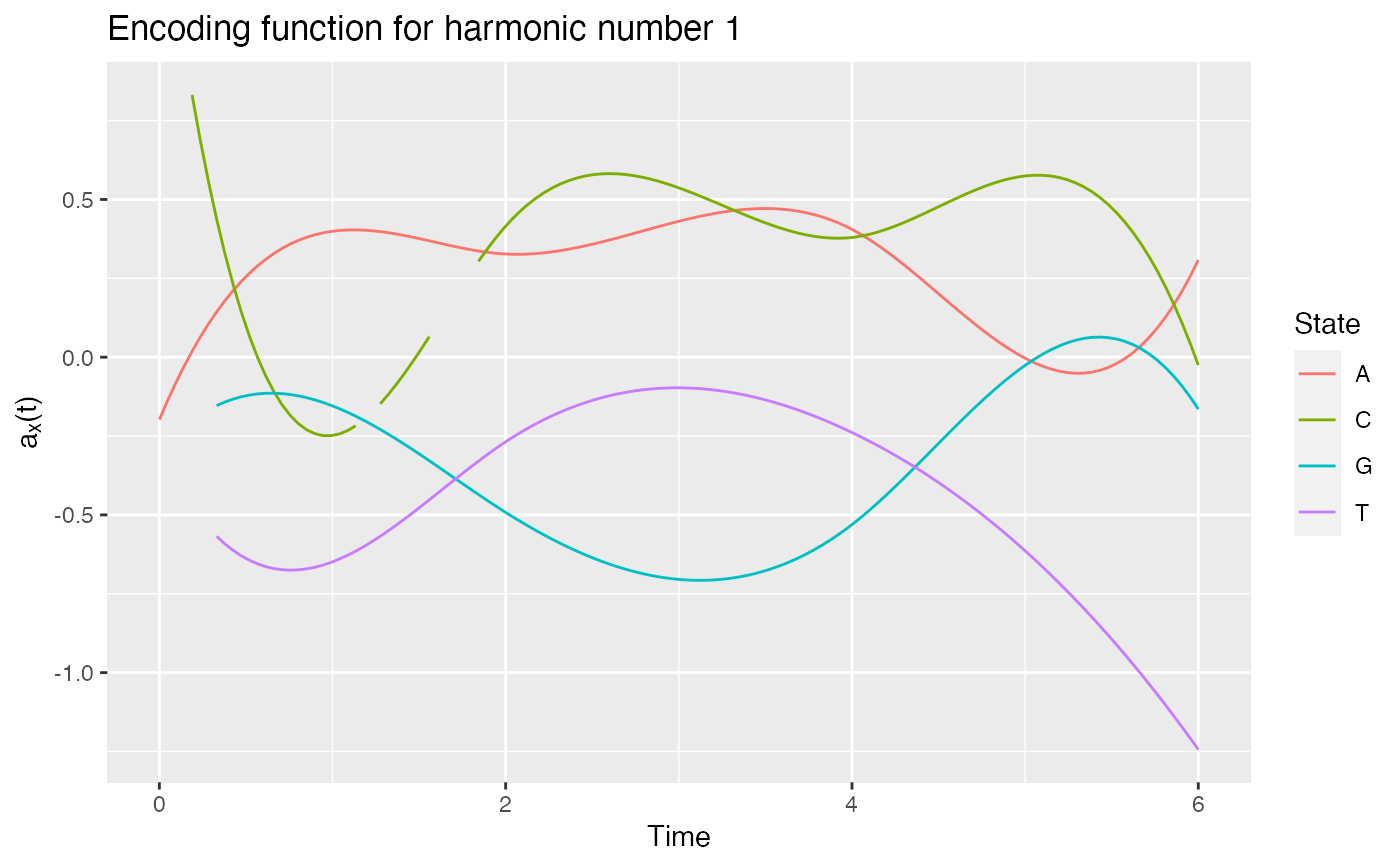 Encoding function for harmonic number 1
0.5
0.0
-0.5
-1.0
aₓ(t)
0 2 4 6
Time
State
A
C
G
T